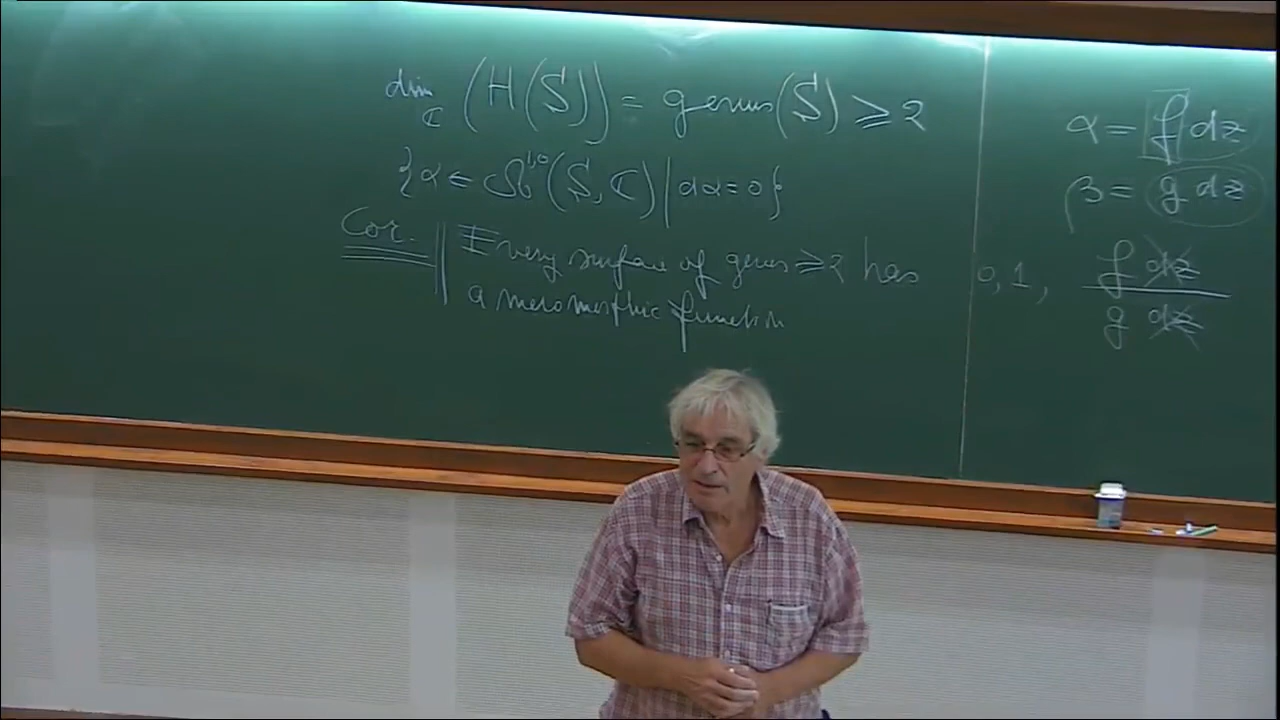 dim_ℂ (H(S)) = genus(S) ≥ 2
{α ∈ Ω^{1,0}(S, ℂ) | dα = 0}
Cor. Every surface of genus ≥ 2 has
a meromorphic function
α = f dz
β = g dz
0, 1, f dz
g dz